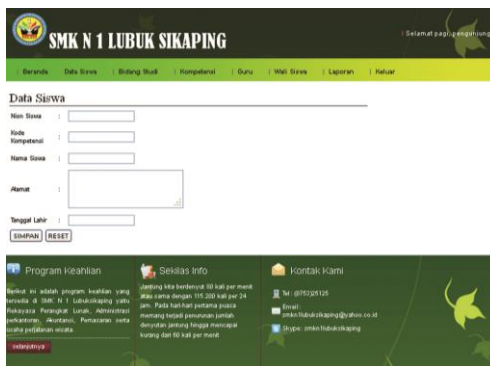 SMK N 1 LUBUK SIKAPING
| Selamat pagi, pengunjung
| Beranda Data Siswa | Bidang Studi | Kompetensi | Guru | Wali Siswa | Laporan | Keluar
Data Siswa
Nisn Siswa :
Kode
Kompetensi :
Nama Siswa :
Alamat :
Tanggal Lahir :
SIMPAN RESET
Program Keahlian
Berikut ini adalah program keahlian yang
tersedia di SMK N 1 Lubuksikaping yaitu
Rekayasa Perangkat Lunak, Administrasi
perkantoran, Akuntansi, Pemasaran serta
usaha perjalanan wisata.
selanjutnya
Sekilas Info
Jantung kita berdenyut 80 kali per menit
atau sama dengan 115.200 kali per 24
jam. Pada hari-hari pertama puasa
memang terjadi penurunan jumlah
denyutan jantung hingga mencapai
kurang dari 60 kali per menit
Kontak Kami
Tel : (0753)25125
Email :
smkn1lubuksikaping@yahoo.co.id
Skype: smkn1lubuksikaping